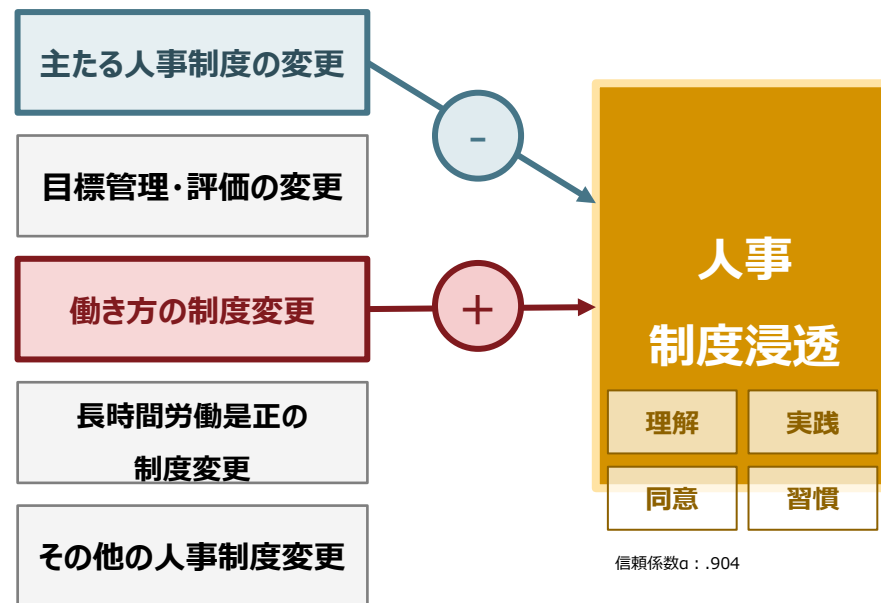 主たる人事制度の変更
-
目標管理・評価の変更
人事
制度浸透
働き方の制度変更
+
長時間労働是正の
制度変更
理解
実践
同意
習慣
その他の人事制度変更
信頼係数α：.904